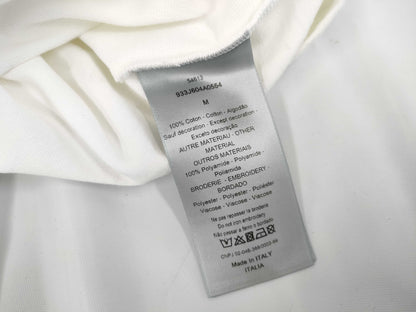 933J604A0554
M
100% Coton - Cotton - Algodão
Sauf décoration - Except decoration -
Exceto decoração
AUTRE MATERIAU - OTHER
MATERIAL
OUTROS MATERIAIS
100% Polyamide - Polyamide
Poliamida
BRODERIE - EMBROIDERY
BORDADO
Polyester - Polyester - Poliéster
Viscose - Viscose - Viscose
Ne pas repasser la broderie
Do not iron embroidery
Não passar a ferro o bordado
Made in ITALY
ITALIA